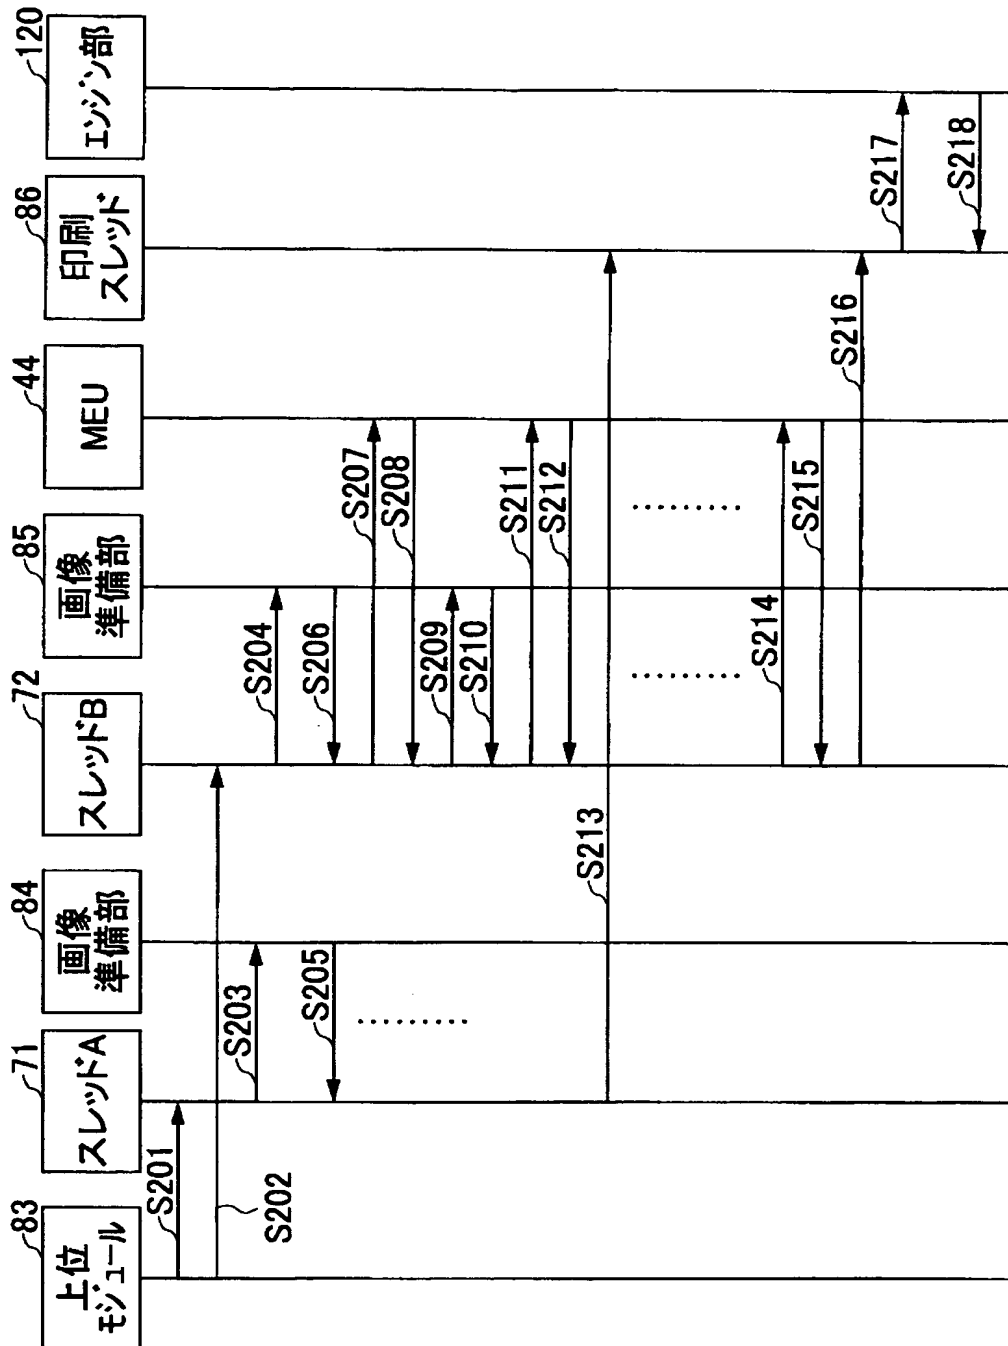 83
上位
モジュール
71
スレッドA
84
画像
準備部
72
スレッドB
85
画像
準備部
44
MEU
86
印刷
スレッド
120
エンジン部
S201
S202
S203
S204
S205
S206
S207
S208
S209
S210
S211
S212
S213
S214
S215
S216
S217
S218